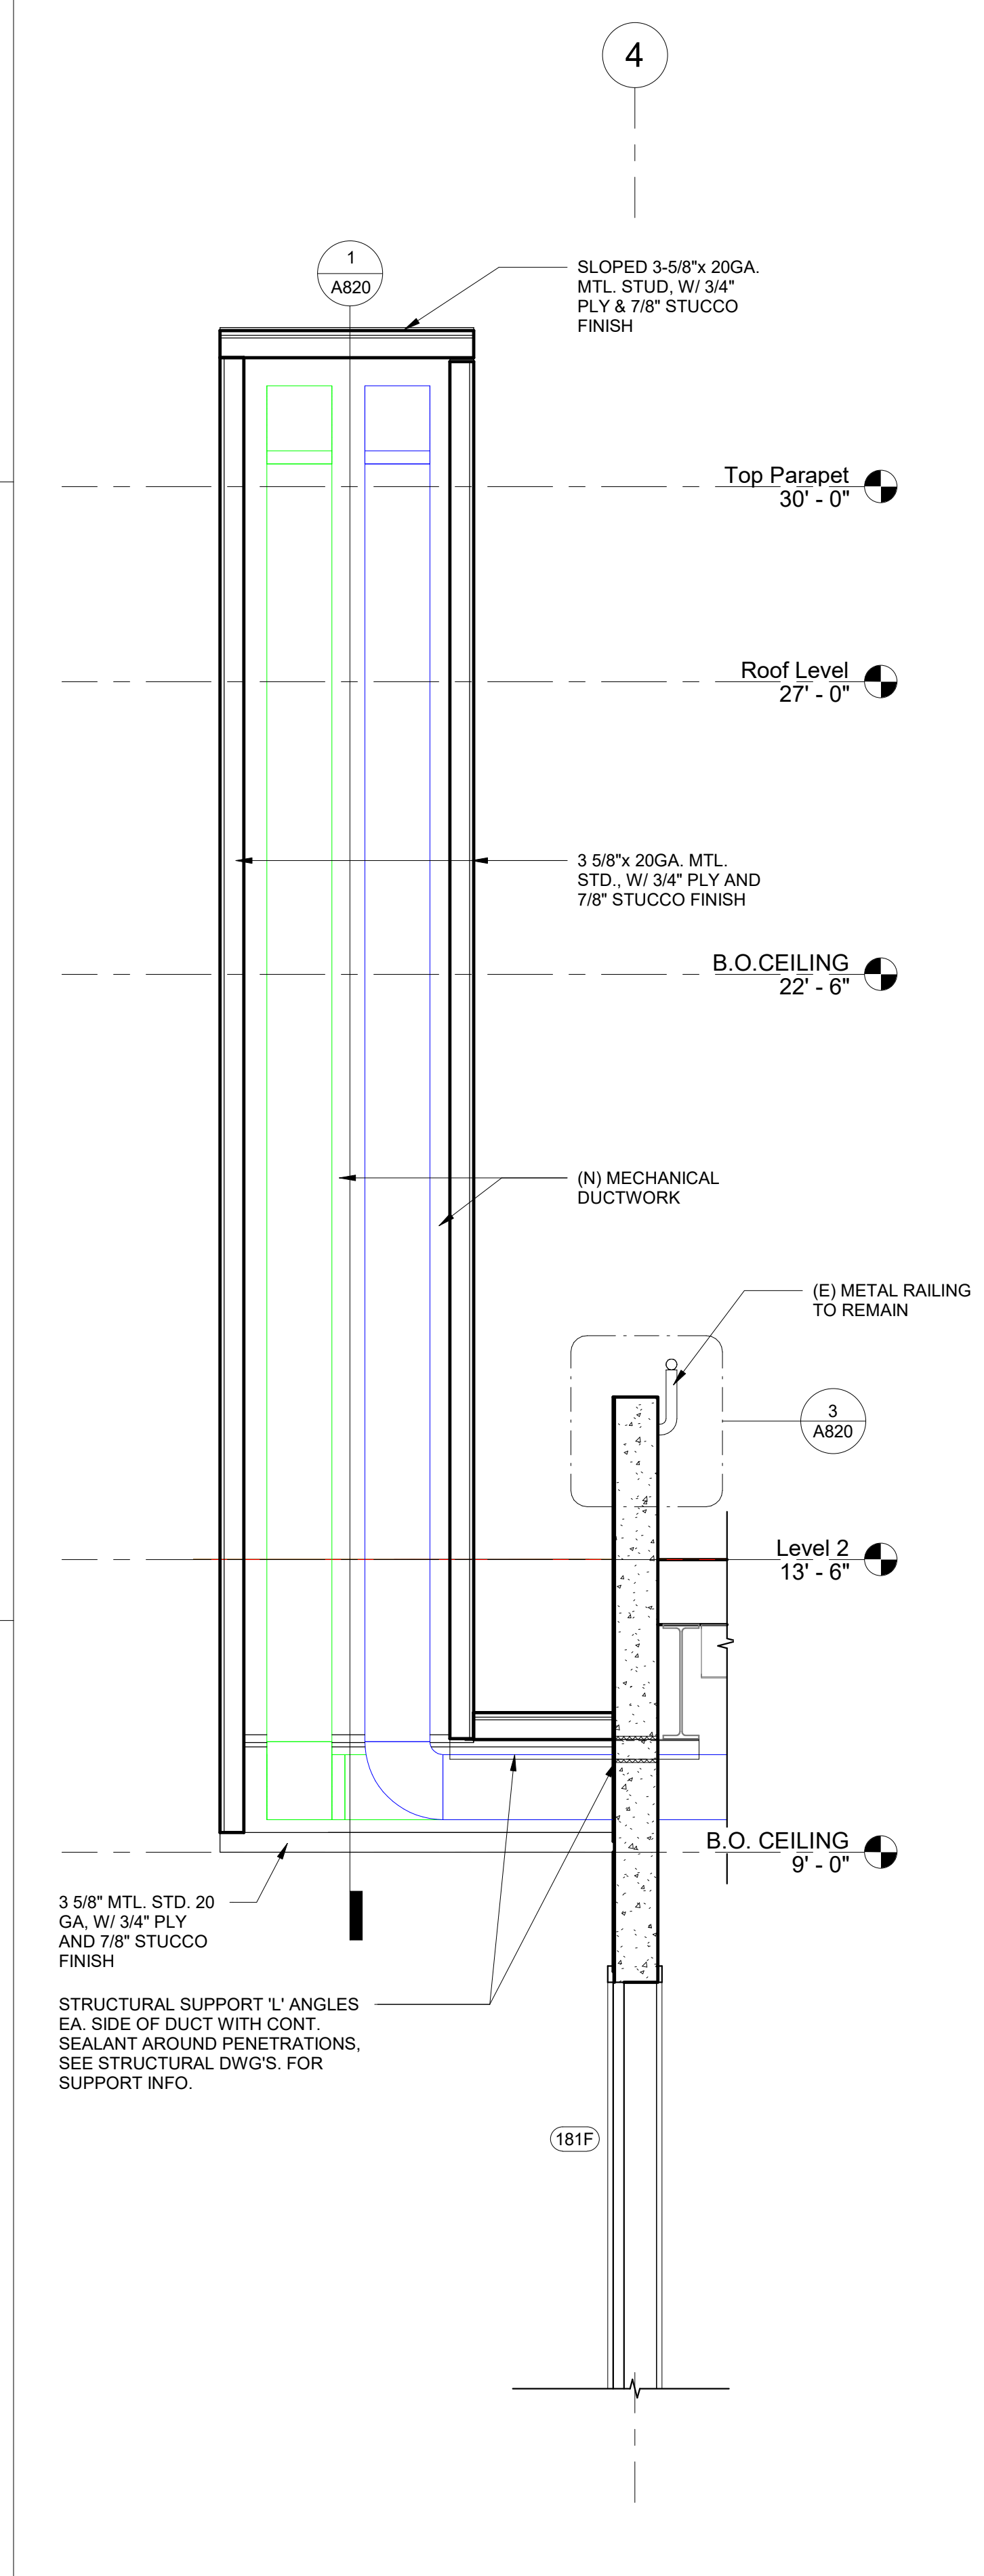 4
1
A820
SLOPED 3-5/8"x 20GA.
MTL. STUD, W/ 3/4"
PLY & 7/8" STUCCO
FINISH
Top Parapet
30' - 0"
Roof Level
27' - 0"
3 5/8"x 20GA. MTL.
STD., W/ 3/4" PLY AND
7/8" STUCCO FINISH
B.O.CEILING
22' - 6"
(N) MECHANICAL
DUCTWORK
(E) METAL RAILING
TO REMAIN
3
A820
Level 2
13' - 6"
B.O. CEILING
9' - 0"
3 5/8" MTL. STD. 20
GA, W/ 3/4" PLY
AND 7/8" STUCCO
FINISH
STRUCTURAL SUPPORT 'L' ANGLES
EA. SIDE OF DUCT WITH CONT.
SEALANT AROUND PENETRATIONS,
SEE STRUCTURAL DWG'S. FOR
SUPPORT INFO.
181F